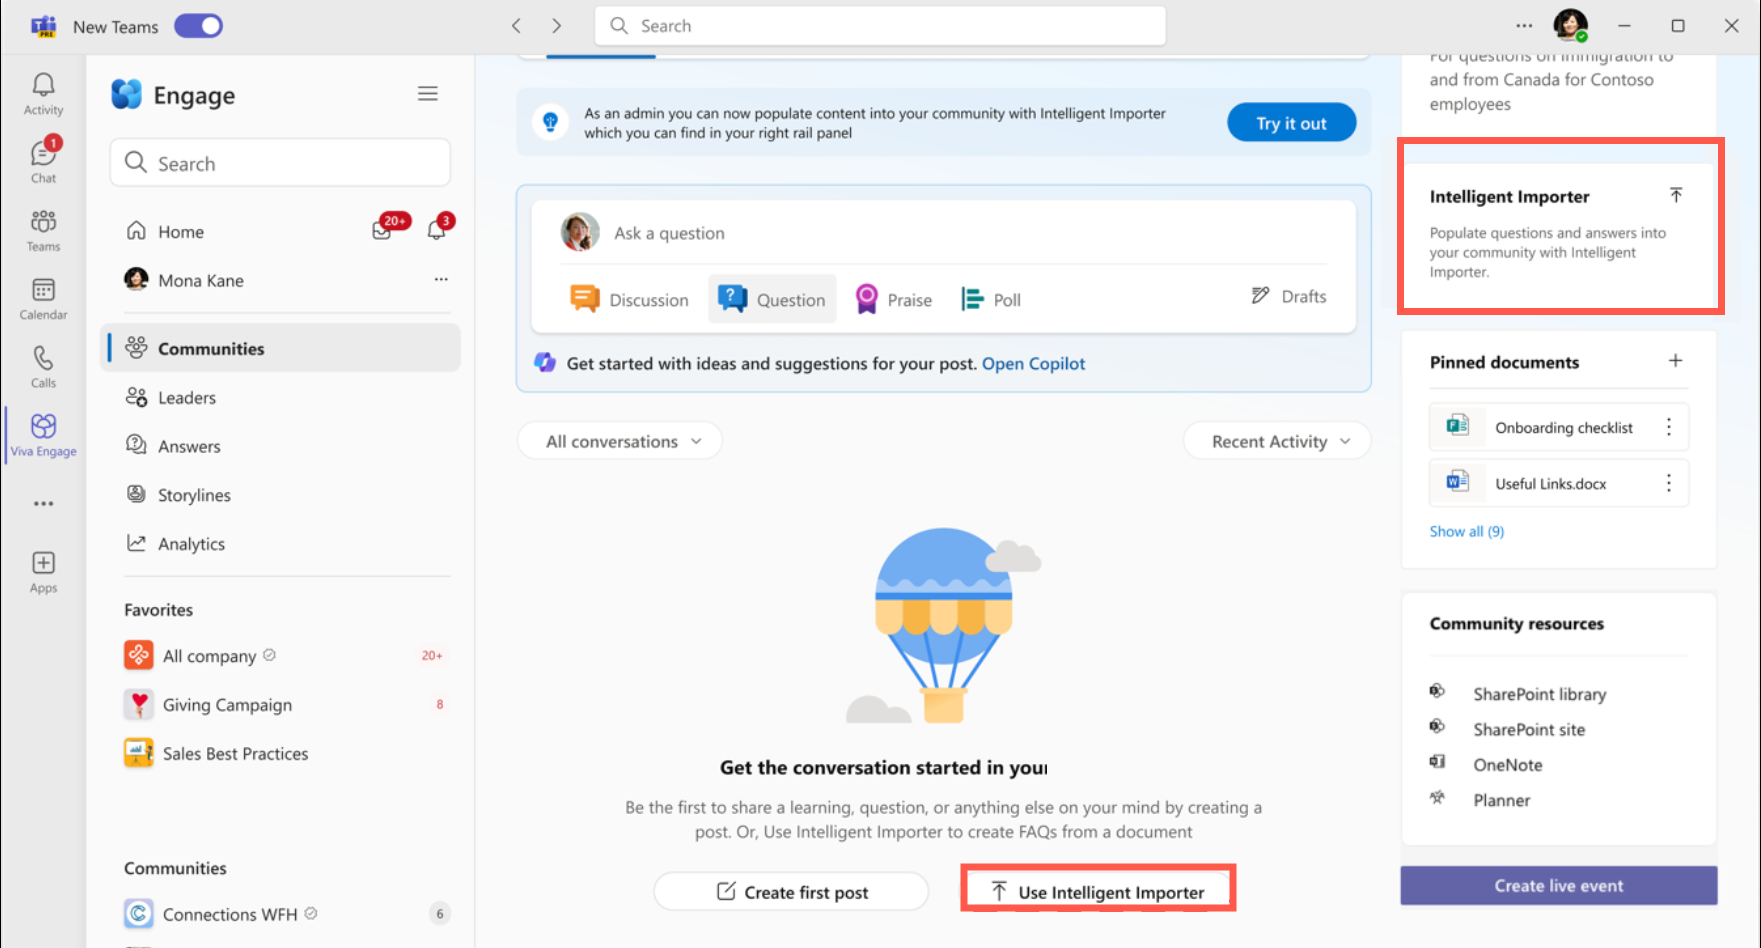 New Teams
Search
Activity
1
Chat
Teams
Calendar
Calls
Viva Engage
Apps
Engage
Search
Home
20+
3
Mona Kane
Communities
Leaders
Answers
Storylines
Analytics
Favorites
All company
20+
Giving Campaign
8
Sales Best Practices
Communities
Connections WFH
6
As an admin you can now populate content into your community with Intelligent Importer
which you can find in your right rail panel
Try it out
Ask a question
Discussion
Question
Praise
Poll
Drafts
Get started with ideas and suggestions for your post. Open Copilot
All conversations
Recent Activity
Get the conversation started in your
Be the first to share a learning, question, or anything else on your mind by creating a
post. Or, Use Intelligent Importer to create FAQs from a document
Create first post
Use Intelligent Importer
For questions on immigration to
and from Canada for Contoso
employees
Intelligent Importer
Populate questions and answers into
your community with Intelligent
Importer.
Pinned documents
Onboarding checklist
Useful Links.docx
Show all (9)
Community resources
SharePoint library
SharePoint site
OneNote
Planner
Create live event